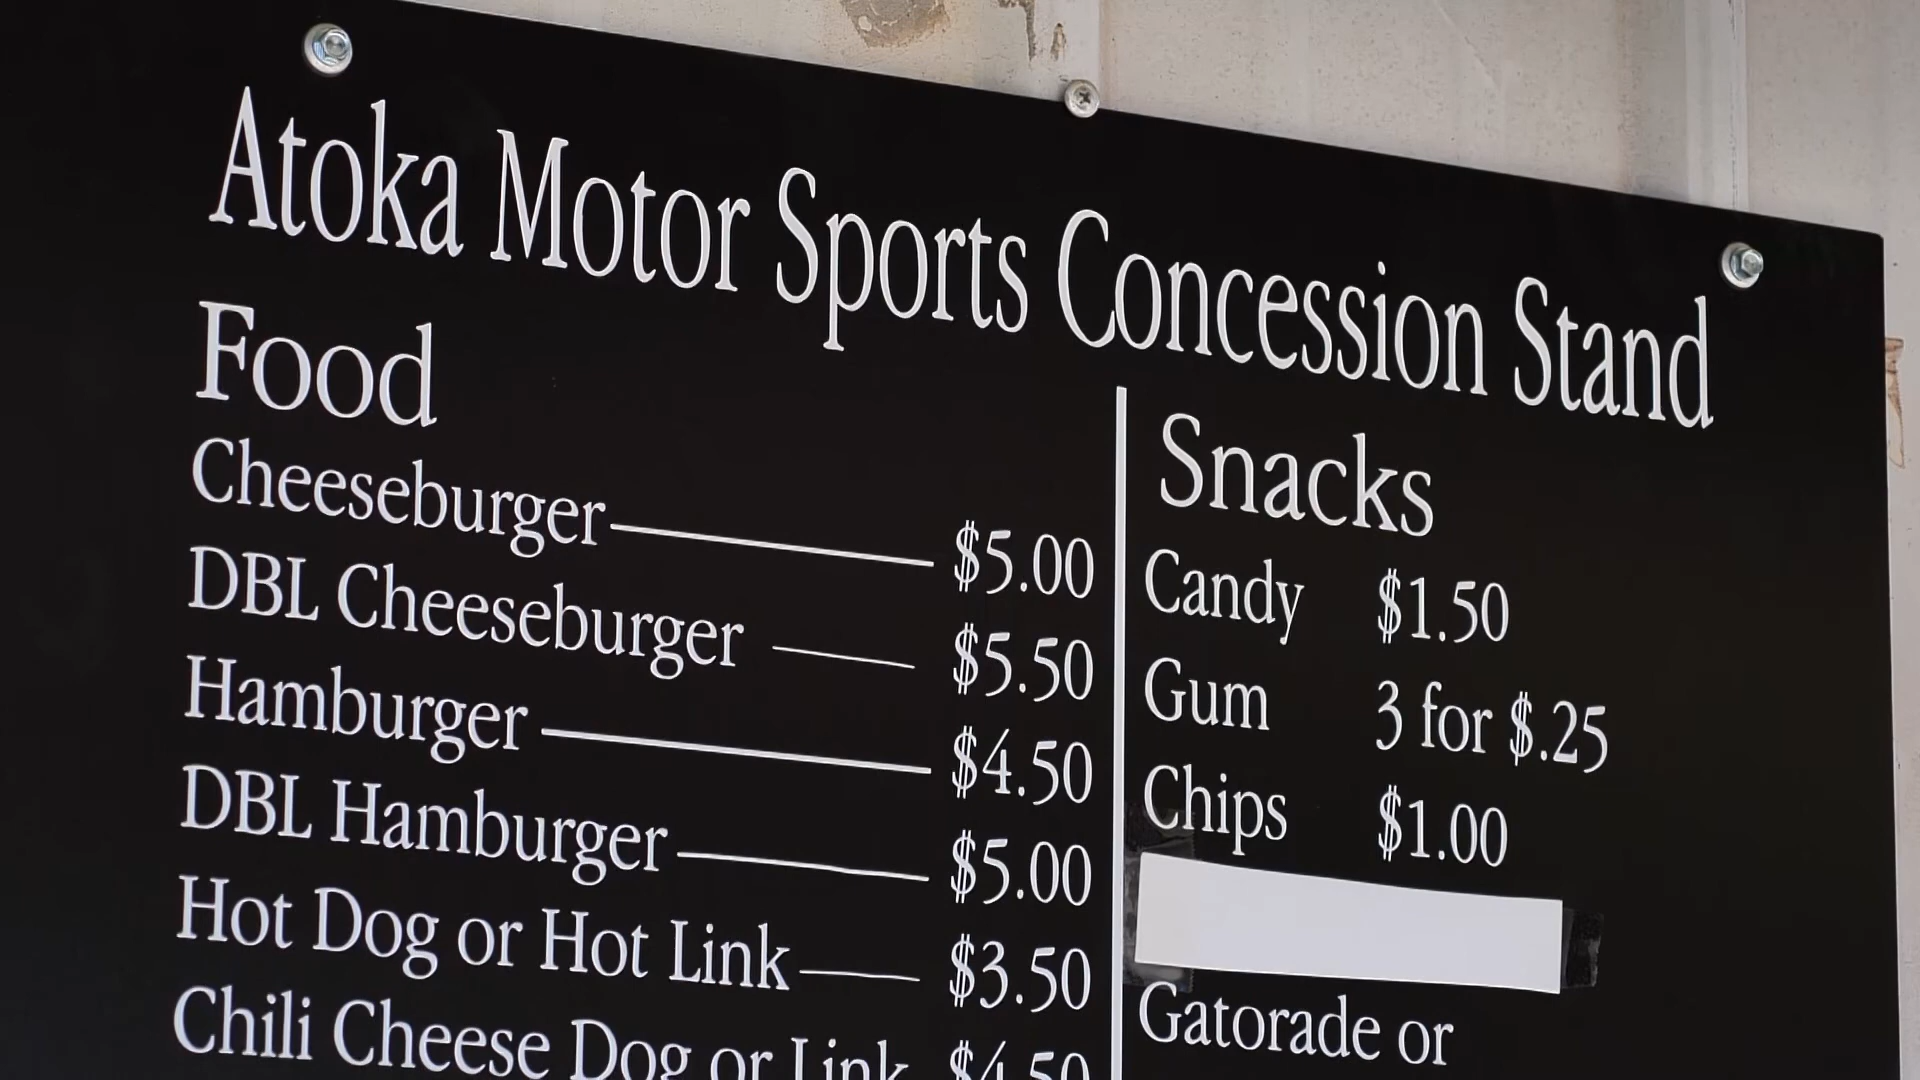 Atoka Motor Sports Concession Stand
Food
Cheeseburger $5.00
DBL Cheeseburger $5.50
Hamburger $4.50
DBL Hamburger $5.00
Hot Dog or Hot Link $3.50
Chili Cheese Dog or Link $4.50
Snacks
Candy $1.50
Gum 3 for $.25
Chips $1.00
Gatorade or